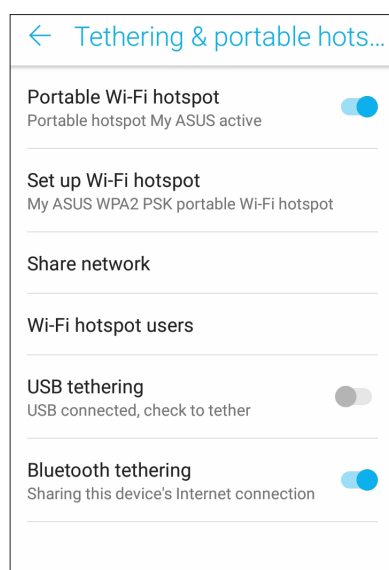 Tethering & portable hots...
Portable Wi-Fi hotspot
Portable hotspot My ASUS active
Set up Wi-Fi hotspot
My ASUS WPA2 PSK portable Wi-Fi hotspot
Share network
Wi-Fi hotspot users
USB tethering
USB connected, check to tether
Bluetooth tethering
Sharing this device's Internet connection